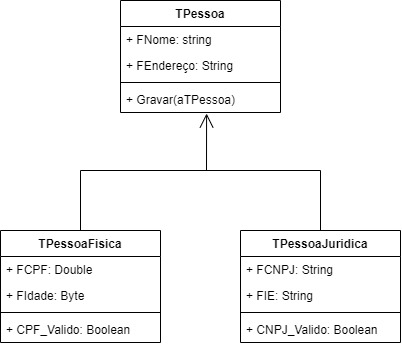 TPessoa
+ FNome: string
+ FEndereço: String
+ Gravar(aTPessoa)
TPessoaFisica
+ FCPF: Double
+ FIdade: Byte
+ CPF_Valido: Boolean
TPessoaJuridica
+ FCNPJ: String
+ FIE: String
+ CNPJ_Valido: Boolean